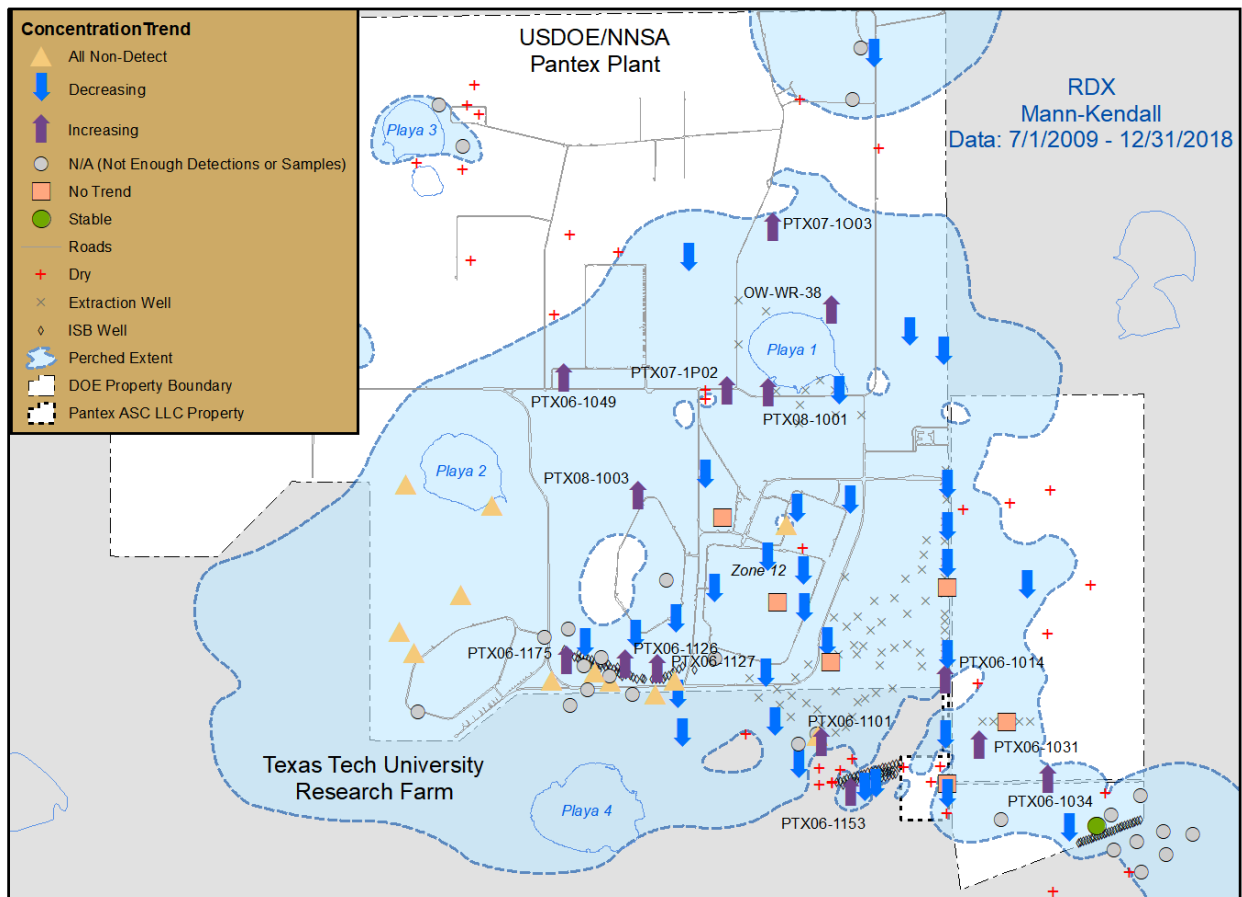 ConcentrationTrend
All Non-Detect
Decreasing
Increasing
N/A (Not Enough Detections or Samples)
No Trend
Stable
Roads
Dry
Extraction Well
ISB Well
Perched Extent
DOE Property Boundary
Pantex ASC LLC Property
USDOE/NNSA
Pantex Plant
RDX
Mann-Kendall
Data: 7/1/2009 - 12/31/2018
Playa 3
PTX07-1O03
OW-WR-38
Playa 1
PTX07-1P02
PTX06-1049
PTX08-1001
Playa 2
PTX08-1003
Zone 12
PTX06-1126
PTX06-1175
PTX06-1127
PTX06-1014
PTX06-1101
PTX06-1031
Texas Tech University
Research Farm
PTX06-1034
Playa 4
PTX06-1153